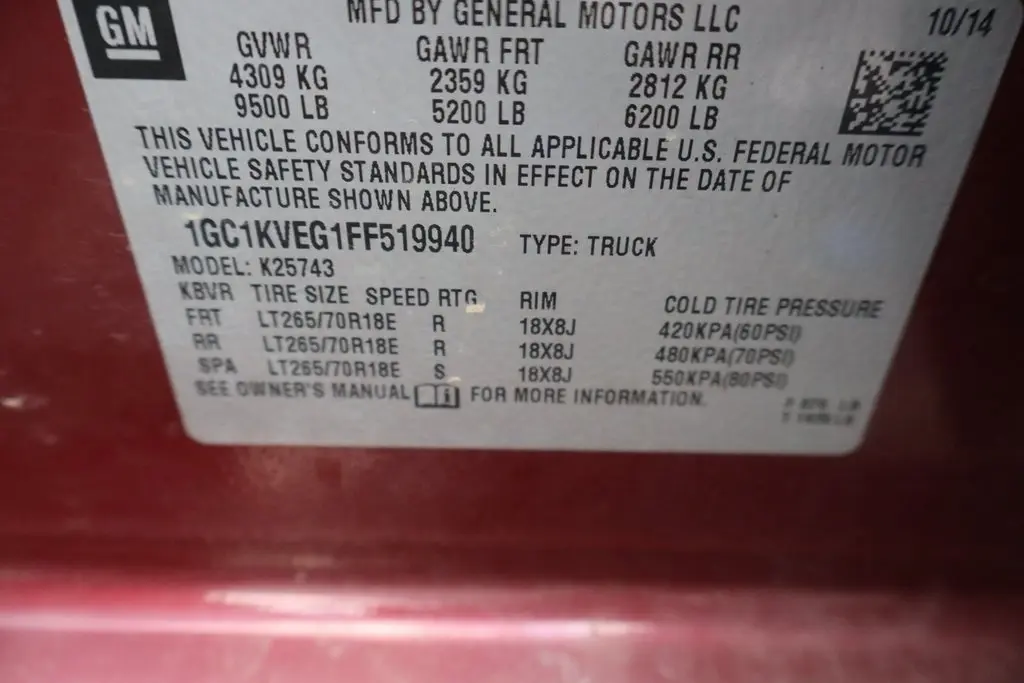 GM
MFD BY GENERAL MOTORS LLC 10/14
GVWR GAWR FRT GAWR RR
4309 KG 2359 KG 2812 KG
9500 LB 5200 LB 6200 LB
THIS VEHICLE CONFORMS TO ALL APPLICABLE U.S. FEDERAL MOTOR
VEHICLE SAFETY STANDARDS IN EFFECT ON THE DATE OF
MANUFACTURE SHOWN ABOVE.
1GC1KVEG1FF519940 TYPE: TRUCK
MODEL: K25743
KBVR TIRE SIZE SPEED RTG RIM COLD TIRE PRESSURE
FRT LT265/70R18E R 18X8J 420KPA(60PSI)
RR LT265/70R18E R 18X8J 480KPA(70PSI)
SPA LT265/70R18E S 18X8J 550KPA(80PSI)
SEE OWNER'S MANUAL i FOR MORE INFORMATION.